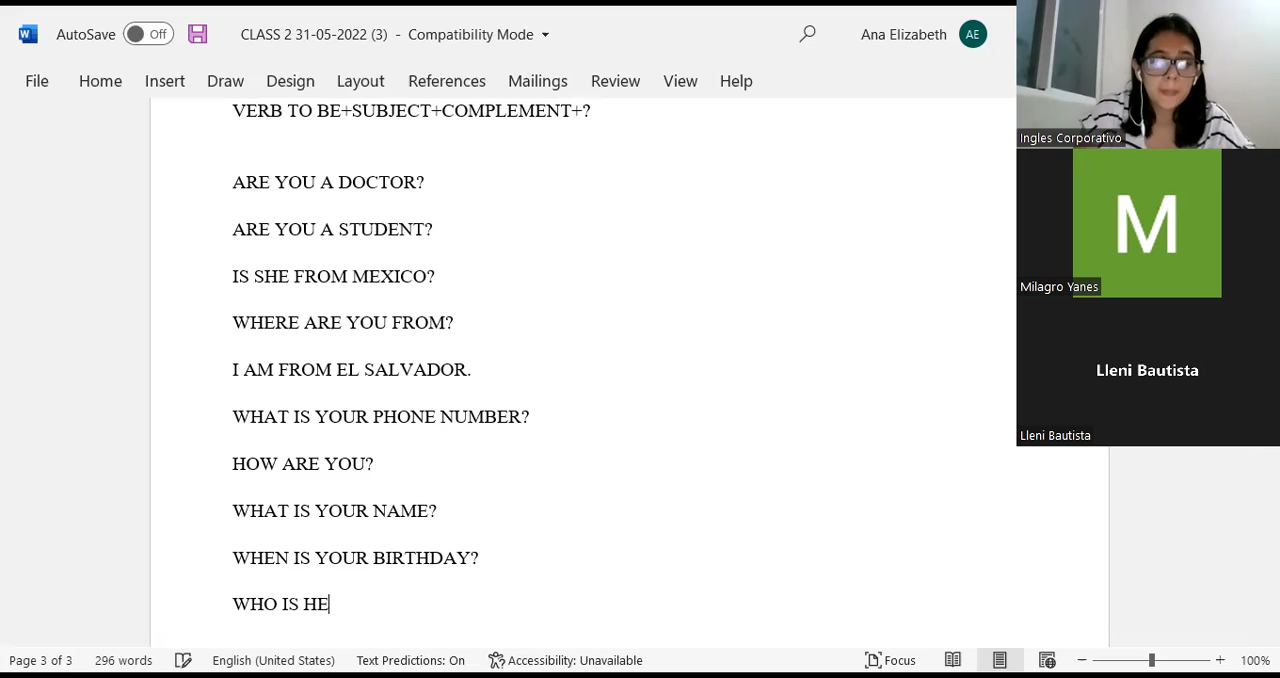 AutoSave Off CLASS 2 31-05-2022 (3) - Compatibility Mode Ana Elizabeth AE
File Home Insert Draw Design Layout References Mailings Review View Help
VERB TO BE+SUBJECT+COMPLEMENT+?
ARE YOU A DOCTOR?
ARE YOU A STUDENT?
IS SHE FROM MEXICO?
WHERE ARE YOU FROM?
I AM FROM EL SALVADOR.
WHAT IS YOUR PHONE NUMBER?
HOW ARE YOU?
WHAT IS YOUR NAME?
WHEN IS YOUR BIRTHDAY?
WHO IS HE
Page 3 of 3 296 words English (United States) Text Predictions: On Accessibility: Unavailable Focus 100%
Ingles Corporativo
M
Milagro Yanes
Lleni Bautista
Lleni Bautista